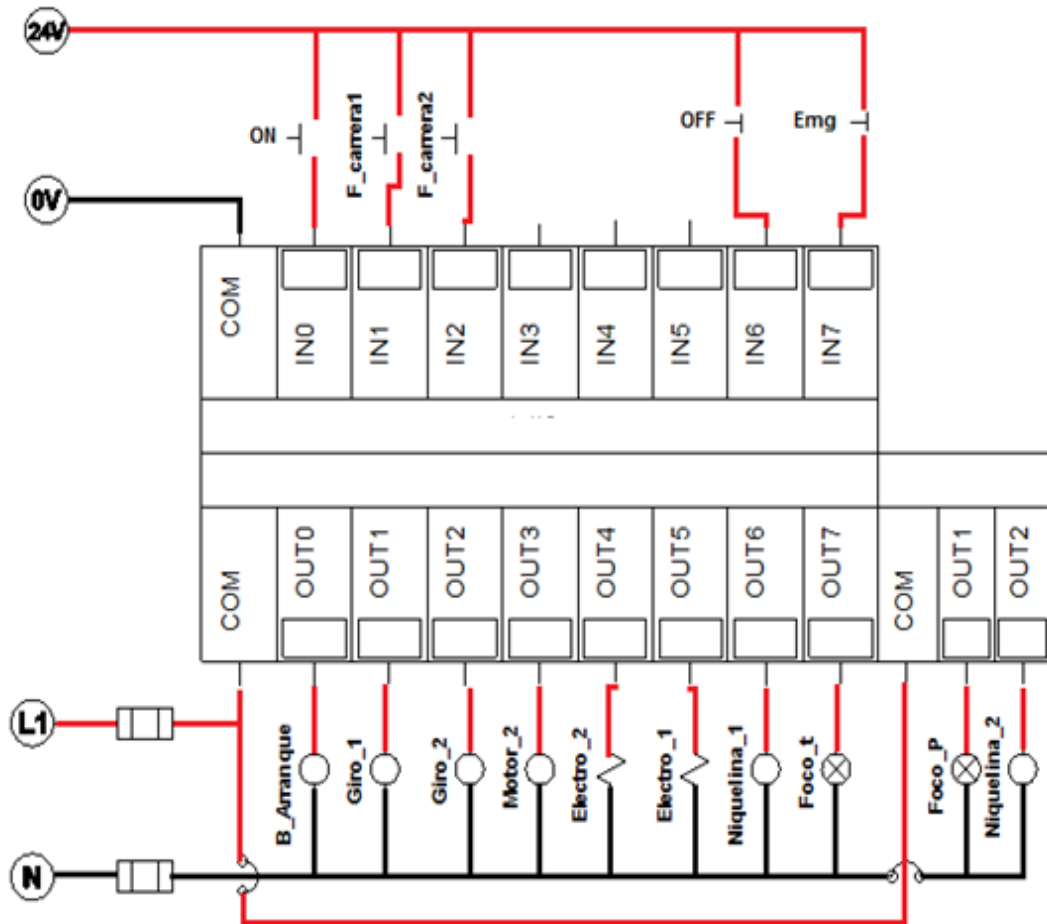 24V
ON
F_carrera1
F_carrera2
OFF
Emg
0V
COM
IN0
IN1
IN2
IN3
IN4
IN5
IN6
IN7
COM
OUT0
OUT1
OUT2
OUT3
OUT4
OUT5
OUT6
OUT7
COM
OUT1
OUT2
L1
B_Arranque
Giro_1
Giro_2
Motor_2
Electro_2
Electro_1
Niquelina_1
Foco_t
Foco_P
Niquelina_2
N